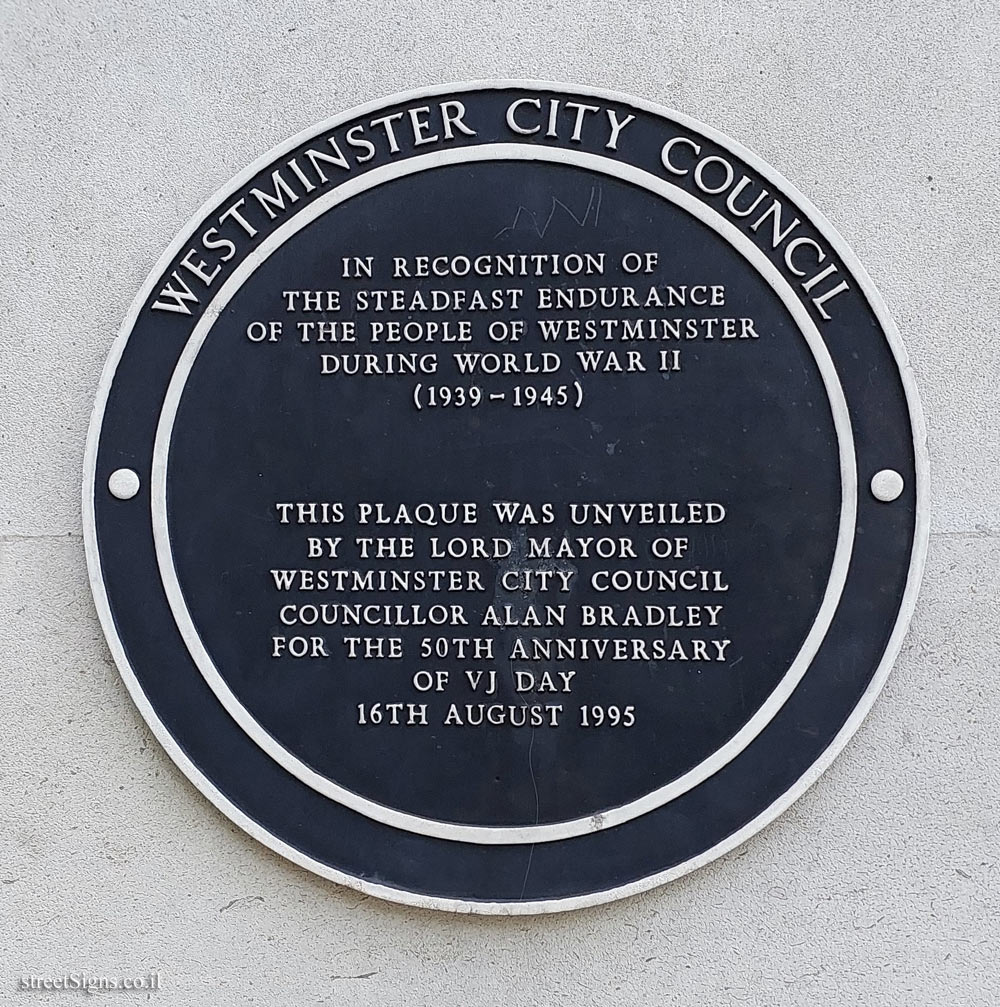 WESTMINSTER CITY COUNCIL
IN RECOGNITION OF
THE STEADFAST ENDURANCE
OF THE PEOPLE OF WESTMINSTER
DURING WORLD WAR II
(1939-1945)
THIS PLAQUE WAS UNVEILED
BY THE LORD MAYOR OF
WESTMINSTER CITY COUNCIL
COUNCILLOR ALAN BRADLEY
FOR THE 50TH ANNIVERSARY
OF VJ DAY
16TH AUGUST 1995
streetSigns.co.il